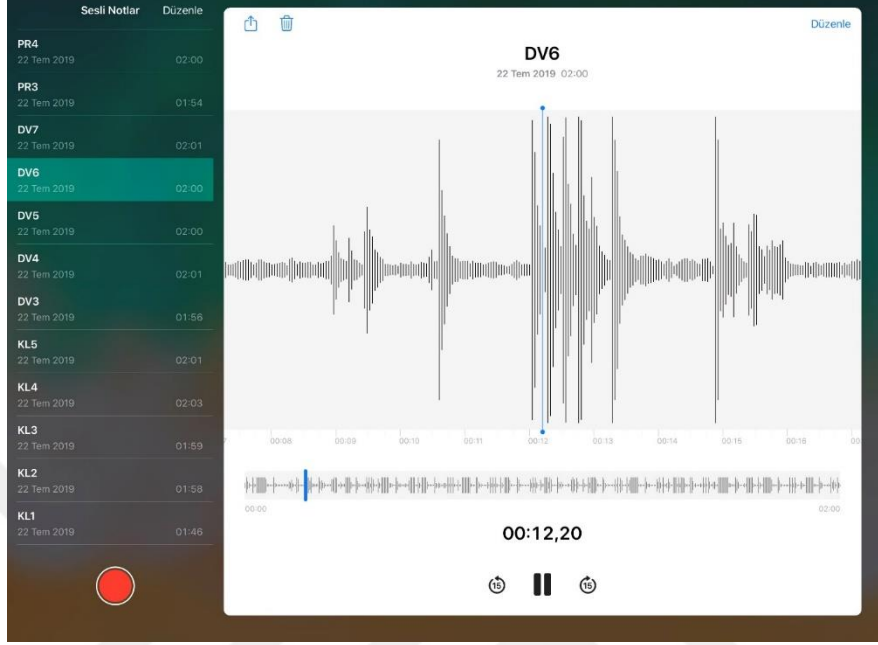 Sesli Notlar Düzenle
PR4
22 Tem 2019 02:00
PR3
22 Tem 2019 01:54
DV7
22 Tem 2019 02:01
DV6
22 Tem 2019 02:00
DV5
22 Tem 2019 02:00
DV4
22 Tem 2019 02:01
DV3
22 Tem 2019 01:56
KL5
22 Tem 2019 02:01
KL4
22 Tem 2019 02:03
KL3
22 Tem 2019 01:59
KL2
22 Tem 2019 01:58
KL1
22 Tem 2019 01:46
Düzenle
DV6
22 Tem 2019 02:00
00:08 00:09 00:10 00:11 00:12 00:13 00:14 00:15 00:16
00:00 02:00
00:12,20
15 15